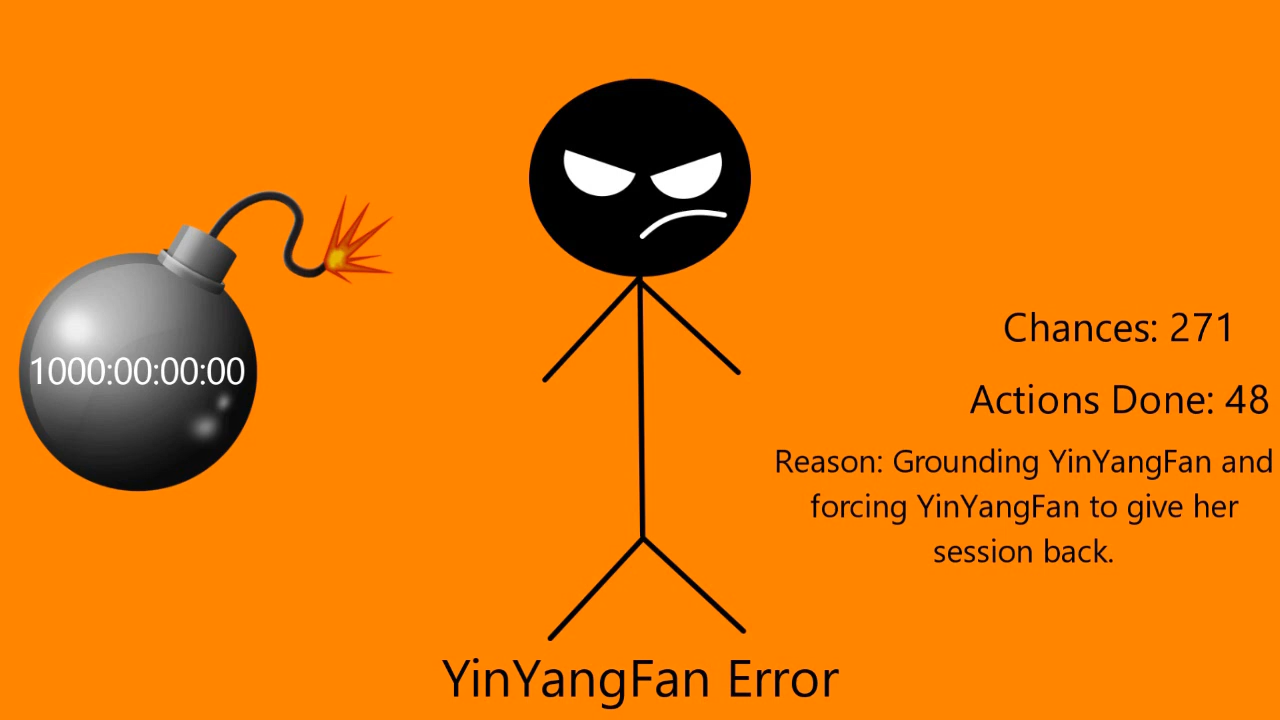 1000:00:00:00
Chances: 271
Actions Done: 48
Reason: Grounding YinYangFan and
forcing YinYangFan to give her
session back.
YinYangFan Error